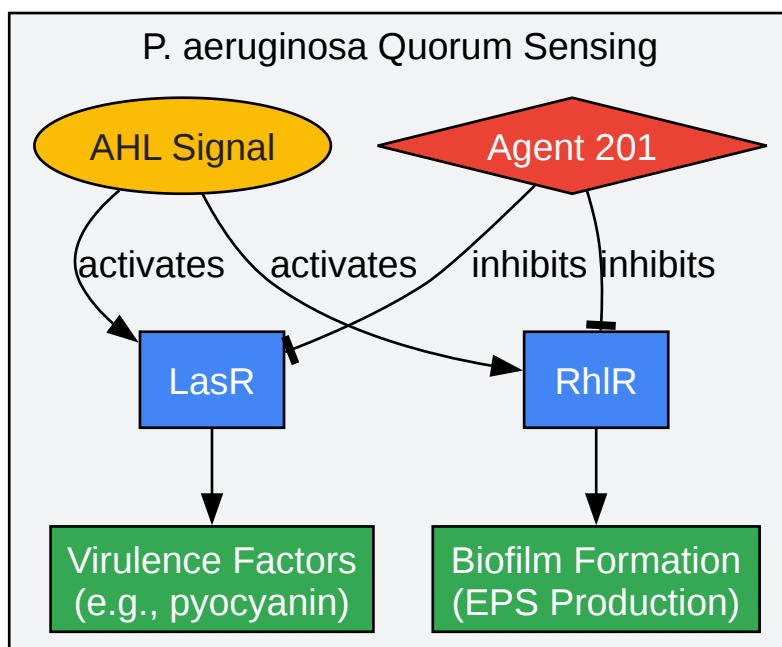 P. aeruginosa Quorum Sensing
AHL Signal
Agent 201
activates
activates
inhibits
inhibits
LasR
RhlR
Virulence Factors
(e.g., pyocyanin)
Biofilm Formation
(EPS Production)